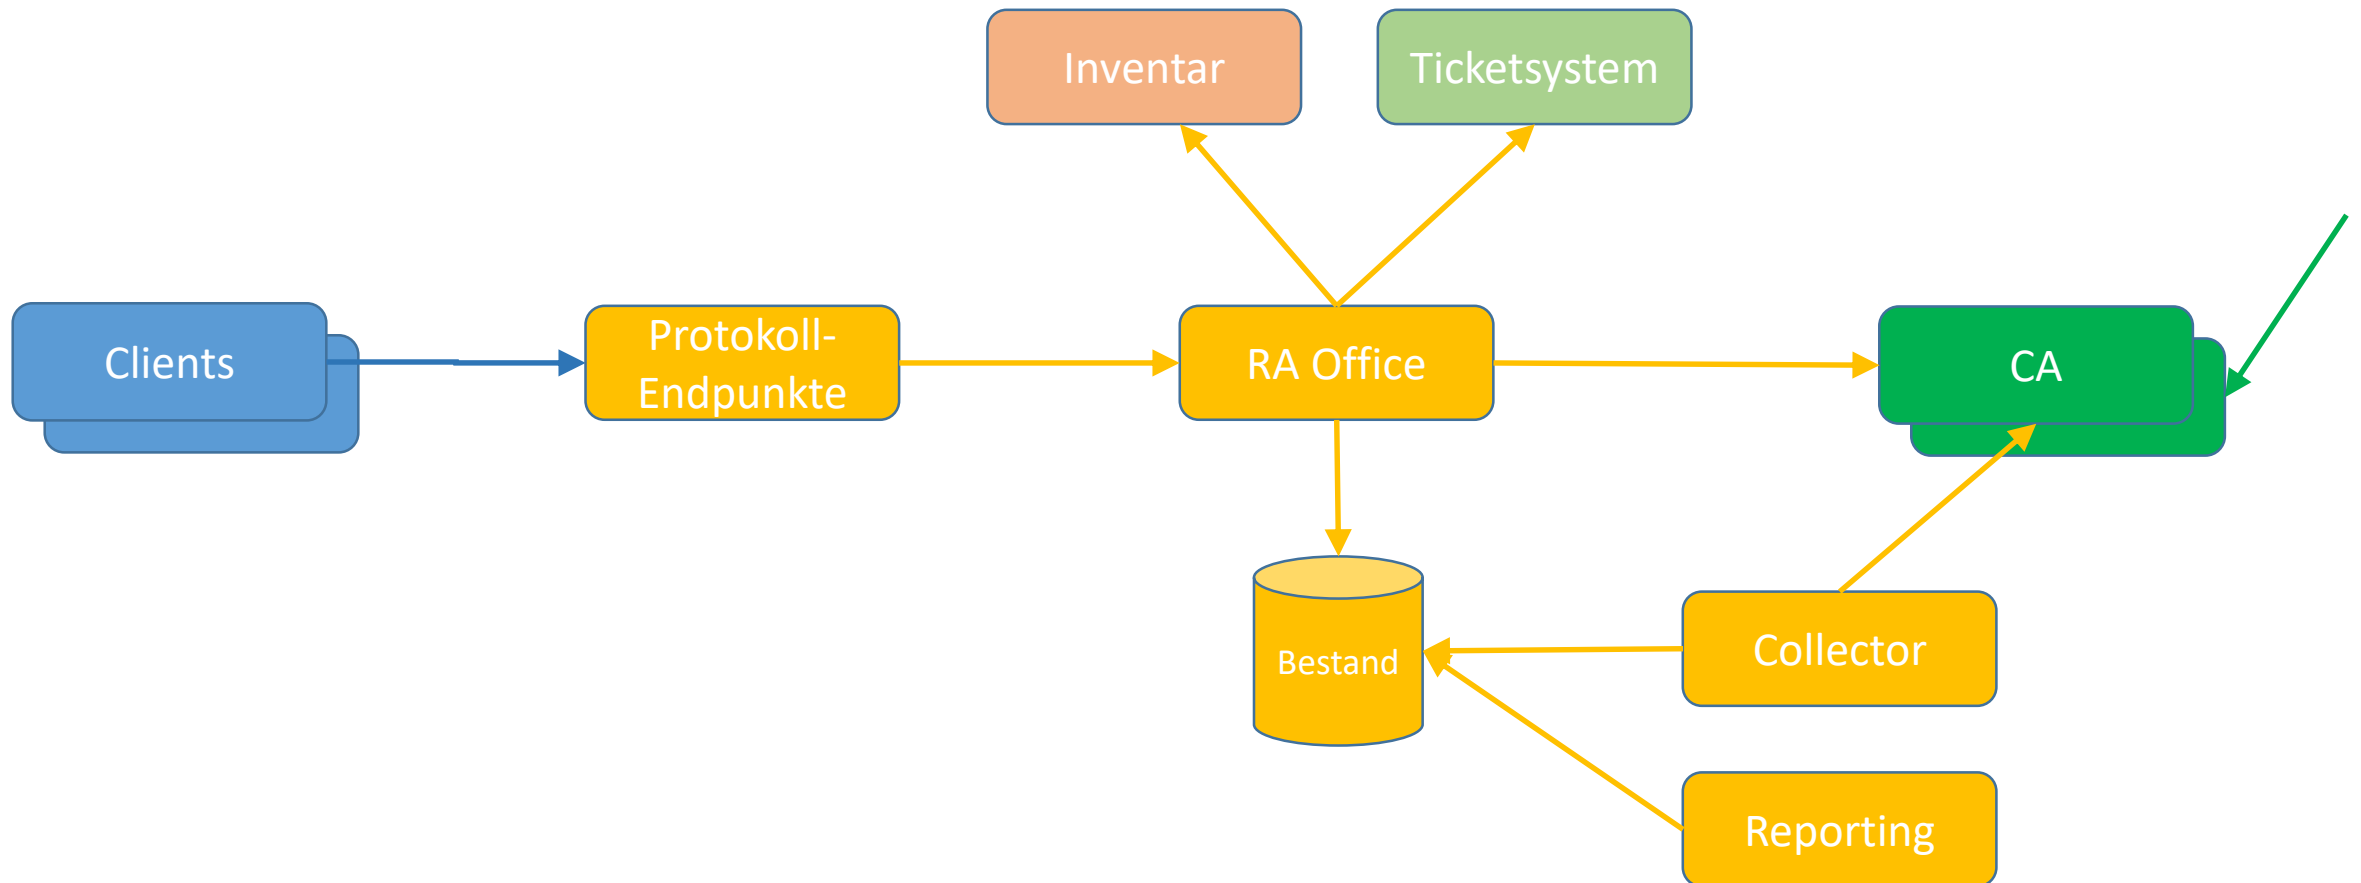 Inventar
Ticketsystem
Clients
Protokoll-
Endpunkte
RA Office
CA
Bestand
Collector
Reporting